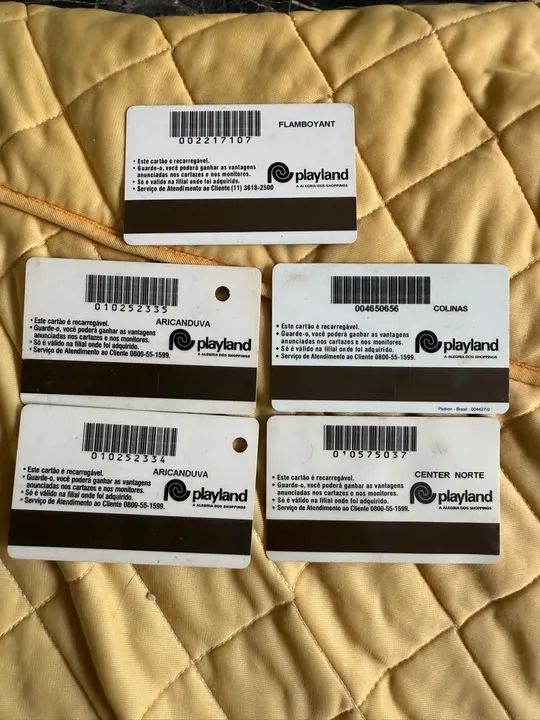 FLAMBOYANT
002217107
• Este cartão é recarregável.
• Guarde-o, você poderá ganhar as vantagens
anunciadas nos cartazes e nos monitores.
• Só é válido na filial onde foi adquirido.
• Serviço de Atendimento ao Cliente (11) 3618-2500
playland
A ALEGRIA DOS SHOPPINGS
010252335
ARICANDUVA
• Este cartão é recarregável.
• Guarde-o, você poderá ganhar as vantagens
anunciadas nos cartazes e nos monitores.
• Só é válido na filial onde foi adquirido.
• Serviço de Atendimento ao Cliente 0800-55-1599.
playland
A ALEGRIA DOS SHOPPINGS
004650656
COLINAS
• Este cartão é recarregável.
• Guarde-o, você poderá ganhar as vantagens
anunciadas nos cartazes e nos monitores.
• Só é válido na filial onde foi adquirido.
• Serviço de Atendimento ao Cliente 0800-55-1599.
playland
A ALEGRIA DOS SHOPPINGS
Padron - Brasil - 004427-0
010252334
ARICANDUVA
• Este cartão é recarregável.
• Guarde-o, você poderá ganhar as vantagens
anunciadas nos cartazes e nos monitores.
• Só é válido na filial onde foi adquirido.
• Serviço de Atendimento ao Cliente 0800-55-1599.
playland
A ALEGRIA DOS SHOPPINGS
010575037
CENTER NORTE
• Este cartão é recarregável.
• Guarde-o, você poderá ganhar as vantagens
anunciadas nos cartazes e nos monitores.
• Só é válido na filial onde foi adquirido.
• Serviço de Atendimento ao Cliente 0800-55-1599.
playland
A ALEGRIA DOS SHOPPINGS